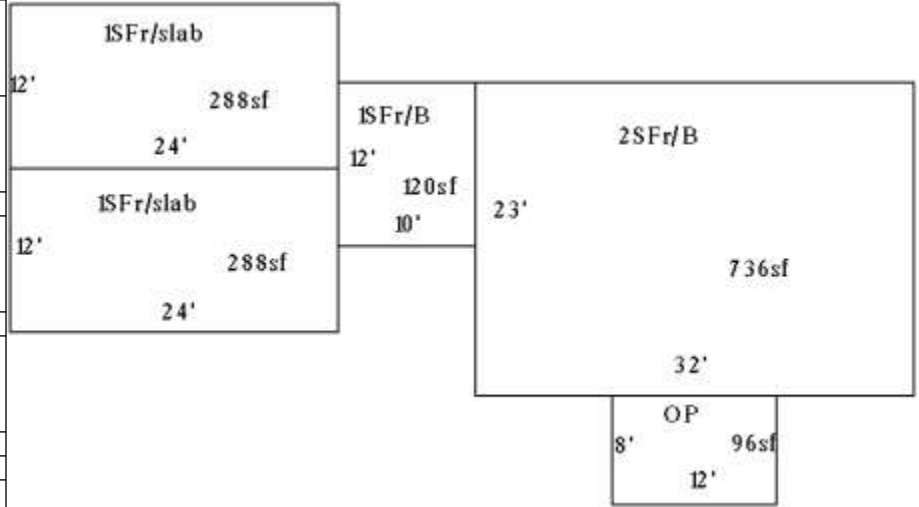 1SFr/slab
12'
288sf
24'
1SFr/slab
12'
288sf
24'
1SFr/B
12'
120sf
10'
2SFr/B
23'
736sf
32'
OP
8'
96sf
12'